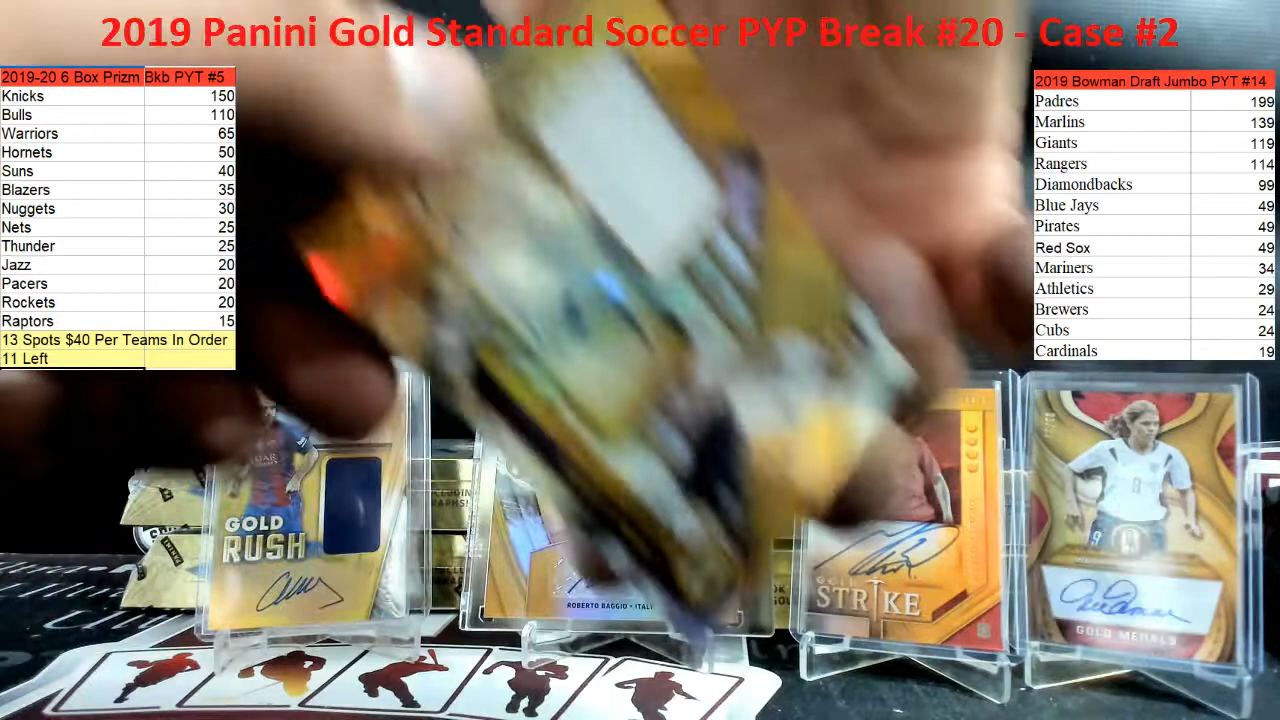 2019 Panini Gold Standard Soccer PYP Break #20 - Case #2
2019-20 6 Box Prizm Bkb PYT #5
Knicks 150
Bulls 110
Warriors 65
Hornets 50
Suns 40
Blazers 35
Nuggets 30
Nets 25
Thunder 25
Jazz 20
Pacers 20
Rockets 20
Raptors 15
13 Spots $40 Per Teams In Order
11 Left
2019 Bowman Draft Jumbo PYT #14
Padres 199
Marlins 139
Giants 119
Rangers 114
Diamondbacks 99
Blue Jays 49
Pirates 49
Red Sox 49
Mariners 34
Athletics 29
Brewers 24
Cubs 24
Cardinals 19
GOLD
RUSH
ROBERTO BAGGIO • ITAL
GOLD
STRIKE
GOLD MEDALS